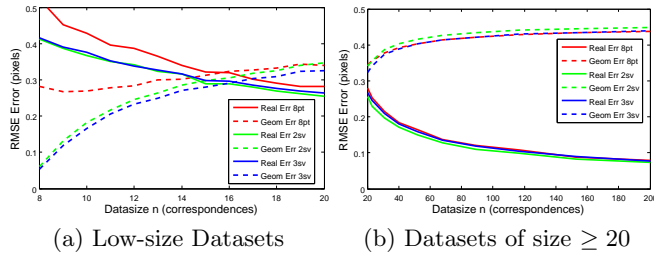 RMSE Error (pixels)
0.5
0.4
0.3
0.2
0.1
0
8
10
12
14
16
18
20
Datasize n (correspondences)
Real Err 8pt
Geom Err 8pt
Real Err 2sv
Geom Err 2sv
Real Err 3sv
Geom Err 3sv
(a) Low-size Datasets
RMSE Error (pixels)
0.5
0.4
0.3
0.2
0.1
0
20
40
60
80
100
120
140
160
180
200
Datasize n (correspondences)
Real Err 8pt
Geom Err 8pt
Real Err 2sv
Geom Err 2sv
Real Err 3sv
Geom Err 3sv
(b) Datasets of size ≥ 20